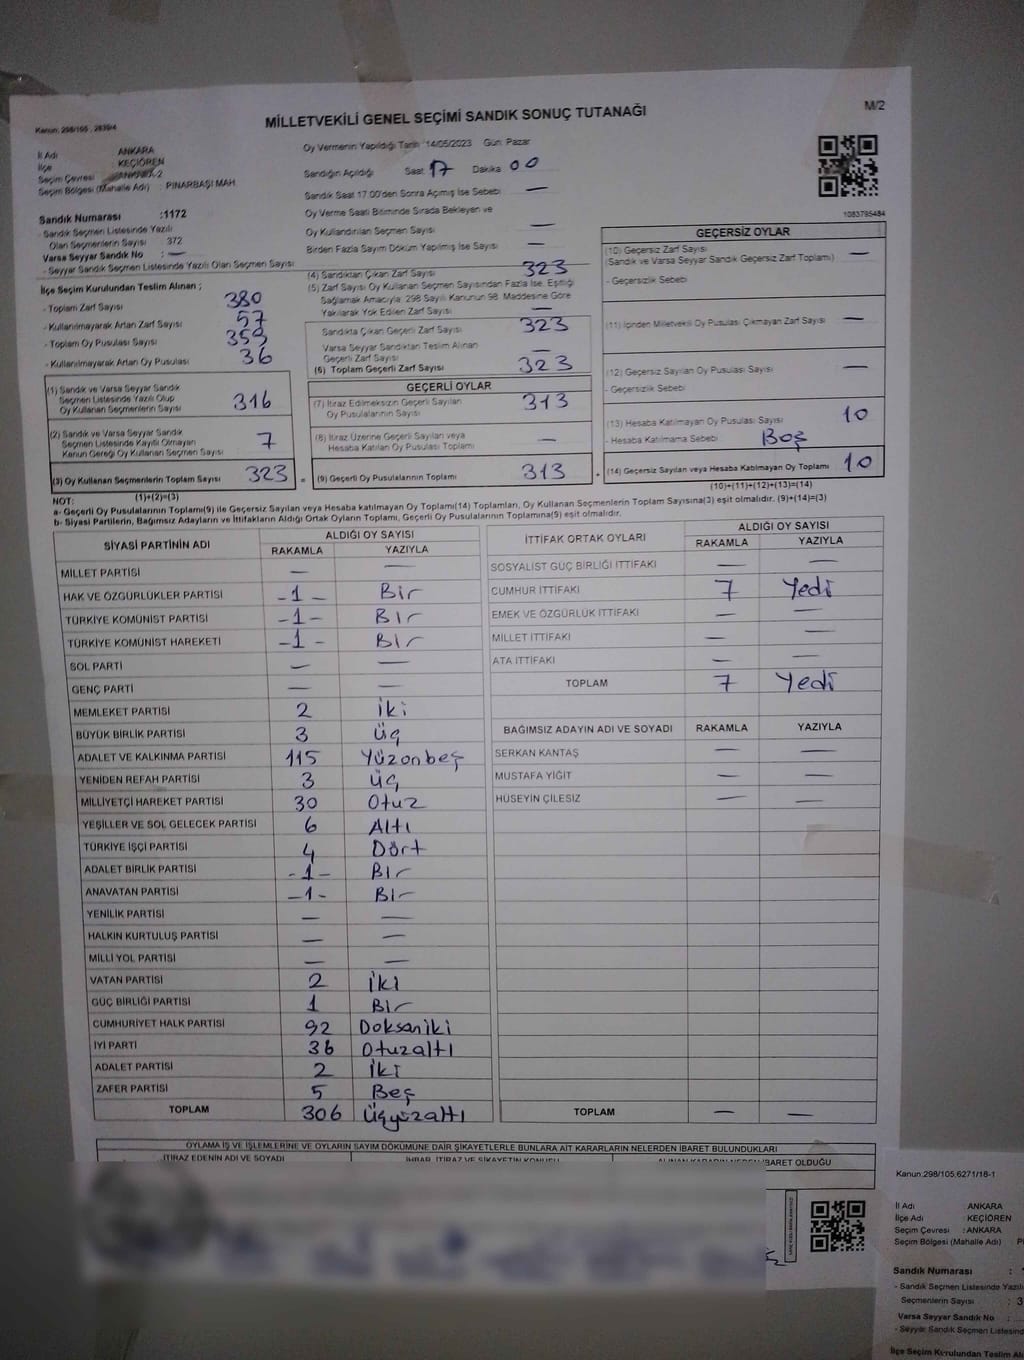 MİLLETVEKİLİ GENEL SEÇİMİ SANDIK SONUÇ TUTANAĞI
M/2
Kanun: 298/105 , 2839/4
İl Adı : ANKARA
İlçe : KEÇİÖREN
Seçim Çevresi : ANKARA-2
Seçim Bölgesi (Mahalle Adı) : PINARBAŞI MAH
Sandık Numarası :1172
- Sandık Seçmen Listesinde Yazılı
Olan Seçmenlerin Sayısı : 372
Varsa Seyyar Sandık No : —
- Seyyar Sandık Seçmen Listesinde Yazılı Olan Seçmen Sayısı
Oy Vermenin Yapıldığı Tarih : 14/05/2023 Gün: Pazar
Sandığın Açıldığı Saat 17 Dakika 00
Sandık Saat 17:00'den Sonra Açılmış İse Sebebi —
Oy Verme Saati Bitiminde Sırada Bekleyen ve
Oy Kullandırılan Seçmen Sayısı —
Birden Fazla Sayım Döküm Yapılmış İse Sayısı —
1083795484
İlçe Seçim Kurulundan Teslim Alınan ;
- Toplam Zarf Sayısı 380
- Kullanılmayarak Artan Zarf Sayısı 57
- Toplam Oy Pusulası Sayısı 359
- Kullanılmayarak Artan Oy Pusulası 36
(4) Sandıktan Çıkan Zarf Sayısı 323
(5) Zarf Sayısı Oy Kullanan Seçmen Sayısından Fazla İse, Eşitliği
Sağlamak Amacıyla, 298 Sayılı Kanunun 98. Maddesine Göre
Yakılarak Yok Edilen Zarf Sayısı —
Sandıkta Çıkan Geçerli Zarf Sayısı 323
Varsa Seyyar Sandıktan Teslim Alınan
Geçerli Zarf Sayısı —
(6) Toplam Geçerli Zarf Sayısı 323
GEÇERSİZ OYLAR
(10) Geçersiz Zarf Sayısı
(Sandık ve Varsa Seyyar Sandık Geçersiz Zarf Toplamı) —
- Geçersizlik Sebebi
(11) İçinden Milletvekili Oy Pusulası Çıkmayan Zarf Sayısı —
(12) Geçersiz Sayılan Oy Pusulası Sayısı —
- Geçersizlik Sebebi
(13) Hesaba Katılmayan Oy Pusulası Sayısı 10
- Hesaba Katılmama Sebebi Boş
(14) Geçersiz Sayılan veya Hesaba Katılmayan Oy Toplamı 10
(10)+(11)+(12)+(13)=(14)
(1) Sandık ve Varsa Seyyar Sandık
Seçmen Listesinde Yazılı Olup
Oy Kullanan Seçmenlerin Sayısı 316
(2) Sandık ve Varsa Seyyar Sandık
Seçmen Listesinde Kayıtlı Olmayan
Kanun Gereği Oy Kullanan Seçmen Sayısı 7
(3) Oy Kullanan Seçmenlerin Toplam Sayısı 323
(1)+(2)=(3)
GEÇERLİ OYLAR
(7) İtiraz Edilmeksizin Geçerli Sayılan
Oy Pusulalarının Sayısı 313
(8) İtiraz Üzerine Geçerli Sayılan veya
Hesaba Katılan Oy Pusulası Toplamı —
(9) Geçerli Oy Pusulalarının Toplamı 313
NOT:
a- Geçerli Oy Pusulalarının Toplamı(9) ile Geçersiz Sayılan veya Hesaba katılmayan Oy Toplamı(14) Toplamları, Oy Kullanan Seçmenlerin Toplam Sayısına(3) eşit olmalıdır. (9)+(14)=(3)
b- Siyasi Partilerin, Bağımsız Adayların ve İttifakların Aldığı Ortak Oyların Toplamı, Geçerli Oy Pusulalarının Toplamına(9) eşit olmalıdır.
SİYASİ PARTİNİN ADI ALDIĞI OY SAYISI
RAKAMLA YAZIYLA
MİLLET PARTİSİ — —
HAK VE ÖZGÜRLÜKLER PARTİSİ -1- Bir
TÜRKİYE KOMÜNİST PARTİSİ -1- Bir
TÜRKİYE KOMÜNİST HAREKETİ -1- Bir
SOL PARTİ — —
GENÇ PARTİ — —
MEMLEKET PARTİSİ 2 İki
BÜYÜK BİRLİK PARTİSİ 3 Üç
ADALET VE KALKINMA PARTİSİ 115 Yüzonbeş
YENİDEN REFAH PARTİSİ 3 Üç
MİLLİYETÇİ HAREKET PARTİSİ 30 Otuz
YEŞİLLER VE SOL GELECEK PARTİSİ 6 Altı
TÜRKİYE İŞÇİ PARTİSİ 4 Dört
ADALET BİRLİK PARTİSİ -1- Bir
ANAVATAN PARTİSİ -1- Bir
YENİLİK PARTİSİ — —
HALKIN KURTULUŞ PARTİSİ — —
MİLLİ YOL PARTİSİ — —
VATAN PARTİSİ 2 İki
GÜÇ BİRLİĞİ PARTİSİ 1 Bir
CUMHURİYET HALK PARTİSİ 92 Doksaniki
İYİ PARTİ 36 Otuzaltı
ADALET PARTİSİ 2 İki
ZAFER PARTİSİ 5 Beş
TOPLAM 306 Üçyüzaltı
İTTİFAK ORTAK OYLARI ALDIĞI OY SAYISI
RAKAMLA YAZIYLA
SOSYALİST GÜÇ BİRLİĞİ İTTİFAKI — —
CUMHUR İTTİFAKI 7 Yedi
EMEK VE ÖZGÜRLÜK İTTİFAKI — —
MİLLET İTTİFAKI — —
ATA İTTİFAKI — —
TOPLAM 7 Yedi
BAĞIMSIZ ADAYIN ADI VE SOYADI RAKAMLA YAZIYLA
SERKAN KANTAŞ — —
MUSTAFA YİĞİT — —
HÜSEYİN ÇİLESİZ — —
TOPLAM — —
OYLAMA İŞ VE İŞLEMLERİNE VE OYLARIN SAYIM DÖKÜMÜNE DAİR ŞİKAYETLERLE BUNLARA AİT KARARLARIN NELERDEN İBARET BULUNDUKLARI
İTİRAZ EDENİN ADI VE SOYADI İHBAR, İTİRAZ VE ŞİKAYETİN KONUSU ALINAN KARARIN NEDEN İBARET OLDUĞU
Kanun:298/105,6271/18-1
İl Adı : ANKARA
İlçe Adı : KEÇİÖREN
Seçim Çevresi : ANKARA
Seçim Bölgesi (Mahalle Adı) :
Sandık Numarası :
- Sandık Seçmen Listesinde Yazılı
Seçmenlerin Sayısı : 3
Varsa Seyyar Sandık No :
- Seyyar Sandık Seçmen Listesinde
İlçe Seçim Kurulundan Teslim